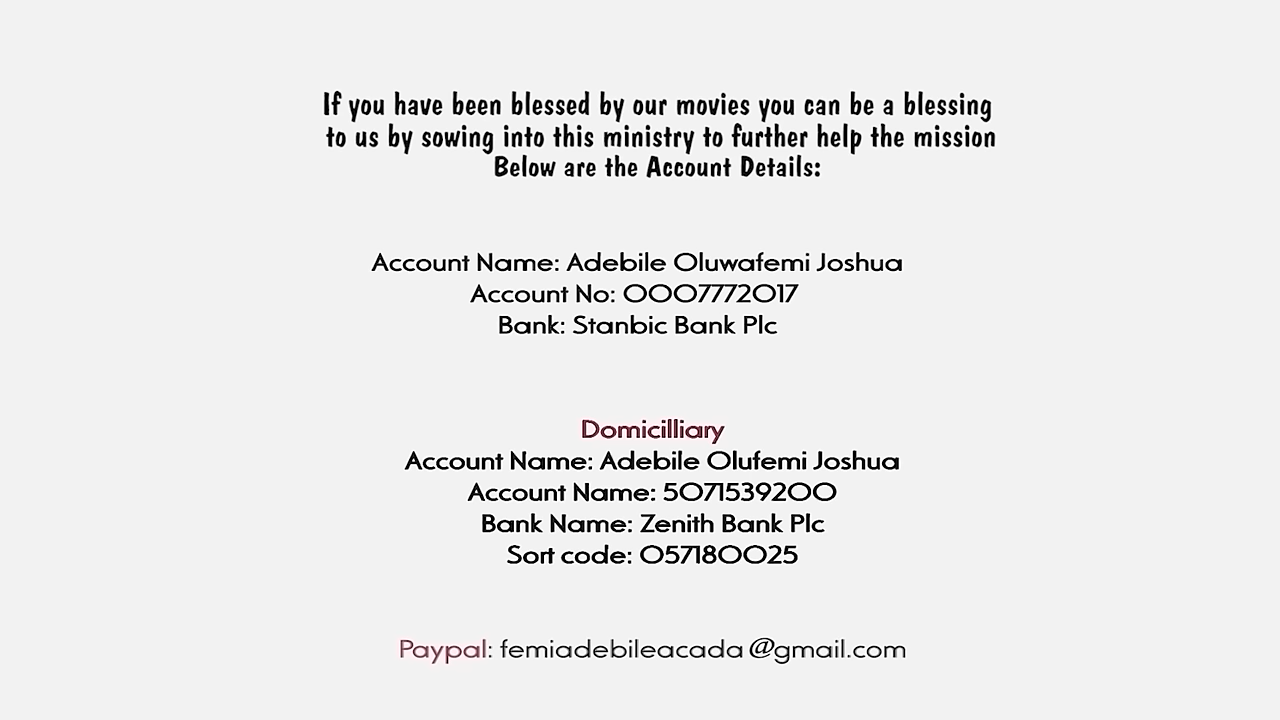 If you have been blessed by our movies you can be a blessing
to us by sowing into this ministry to further help the mission
Below are the Account Details:
Account Name: Adebile Oluwafemi Joshua
Account No: 0007772017
Bank: Stanbic Bank Plc
Domicilliary
Account Name: Adebile Olufemi Joshua
Account Name: 5071539200
Bank Name: Zenith Bank Plc
Sort code: 057180025
Paypal: femiadebileacada@gmail.com